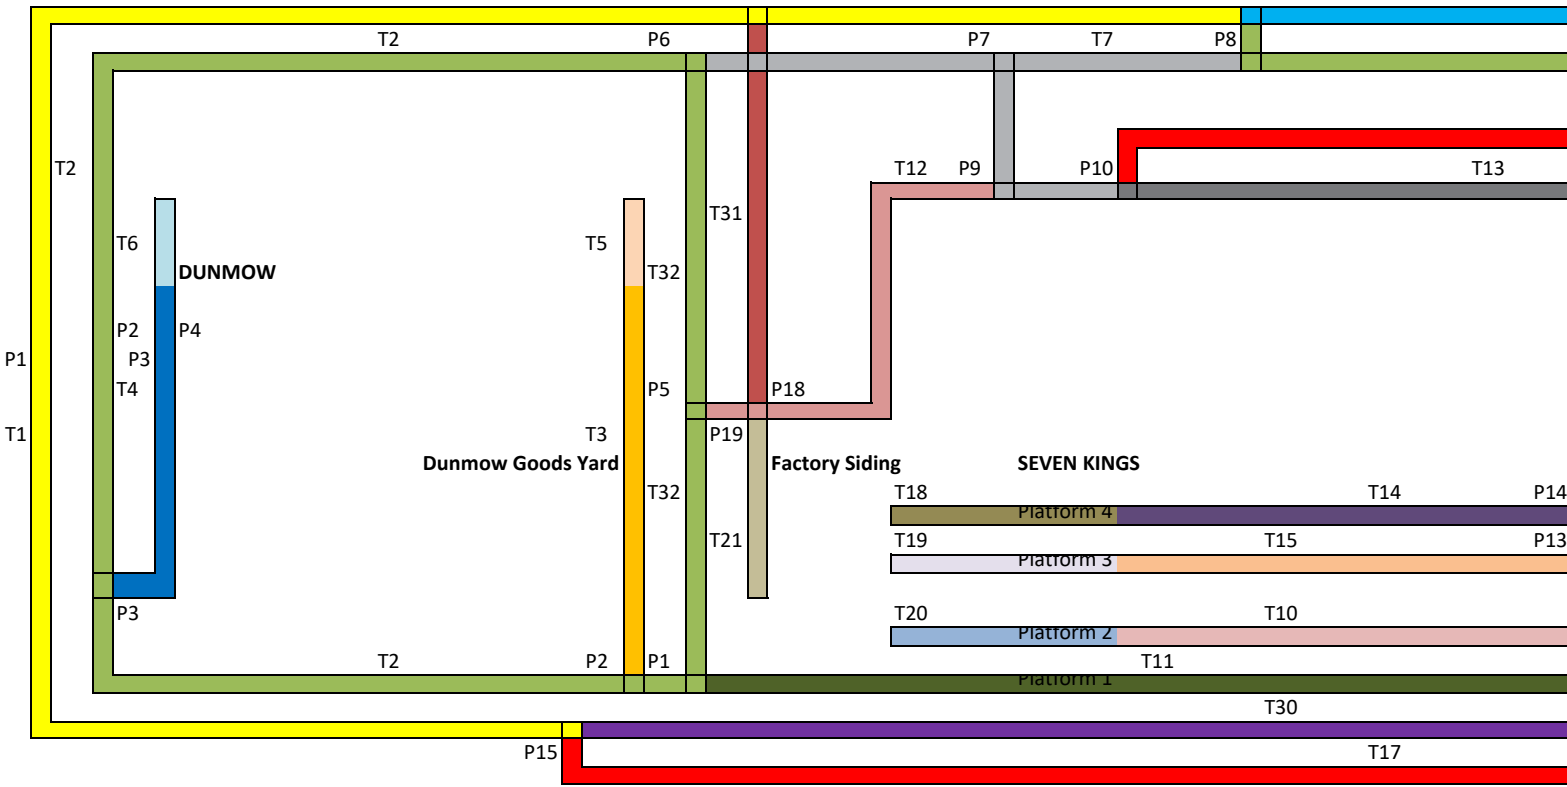 T2 P6 P7 T7 P8
T2 T12 P9 P10 T13
T31
T6 T5
DUNMOW T32
P2 P4
P1 P3
T4 P5 P18
T1 T3 P19
Dunmow Goods Yard Factory Siding SEVEN KINGS
T32 T18 T14 P14
Platform 4
T21 T19 T15 P13
Platform 3
P3 T20 T10
Platform 2
T2 P2 P1 T11
Platform 1
T30
P15 T17